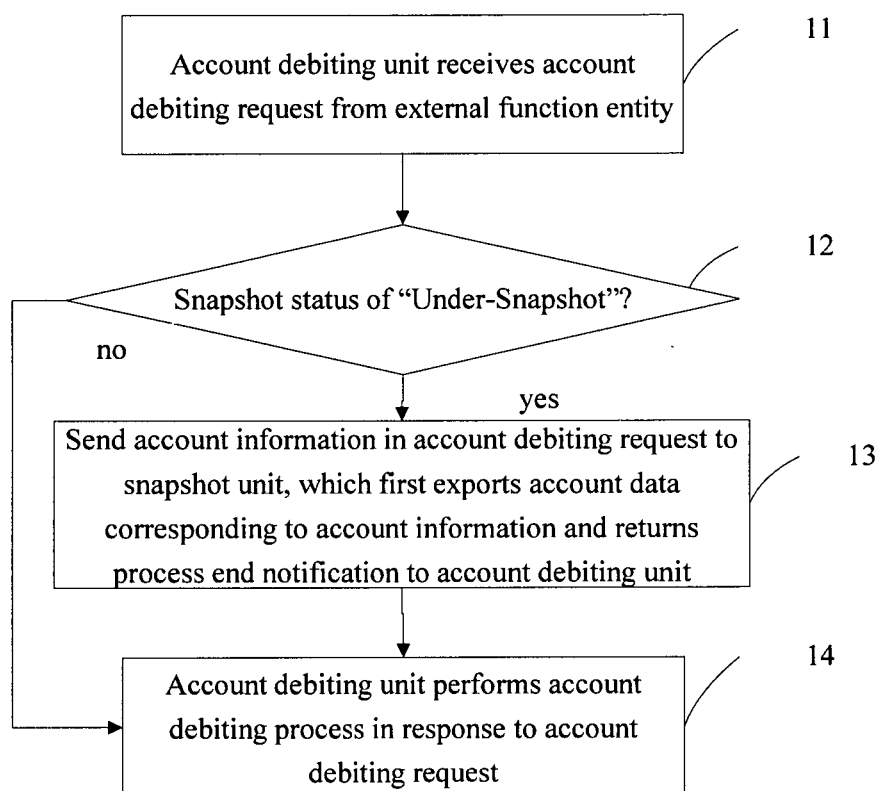 11
Account debiting unit receives account
debiting request from external function entity
12
Snapshot status of “Under-Snapshot”?
no
yes
Send account information in account debiting request to
snapshot unit, which first exports account data
corresponding to account information and returns
process end notification to account debiting unit
13
14
Account debiting unit performs account
debiting process in response to account
debiting request